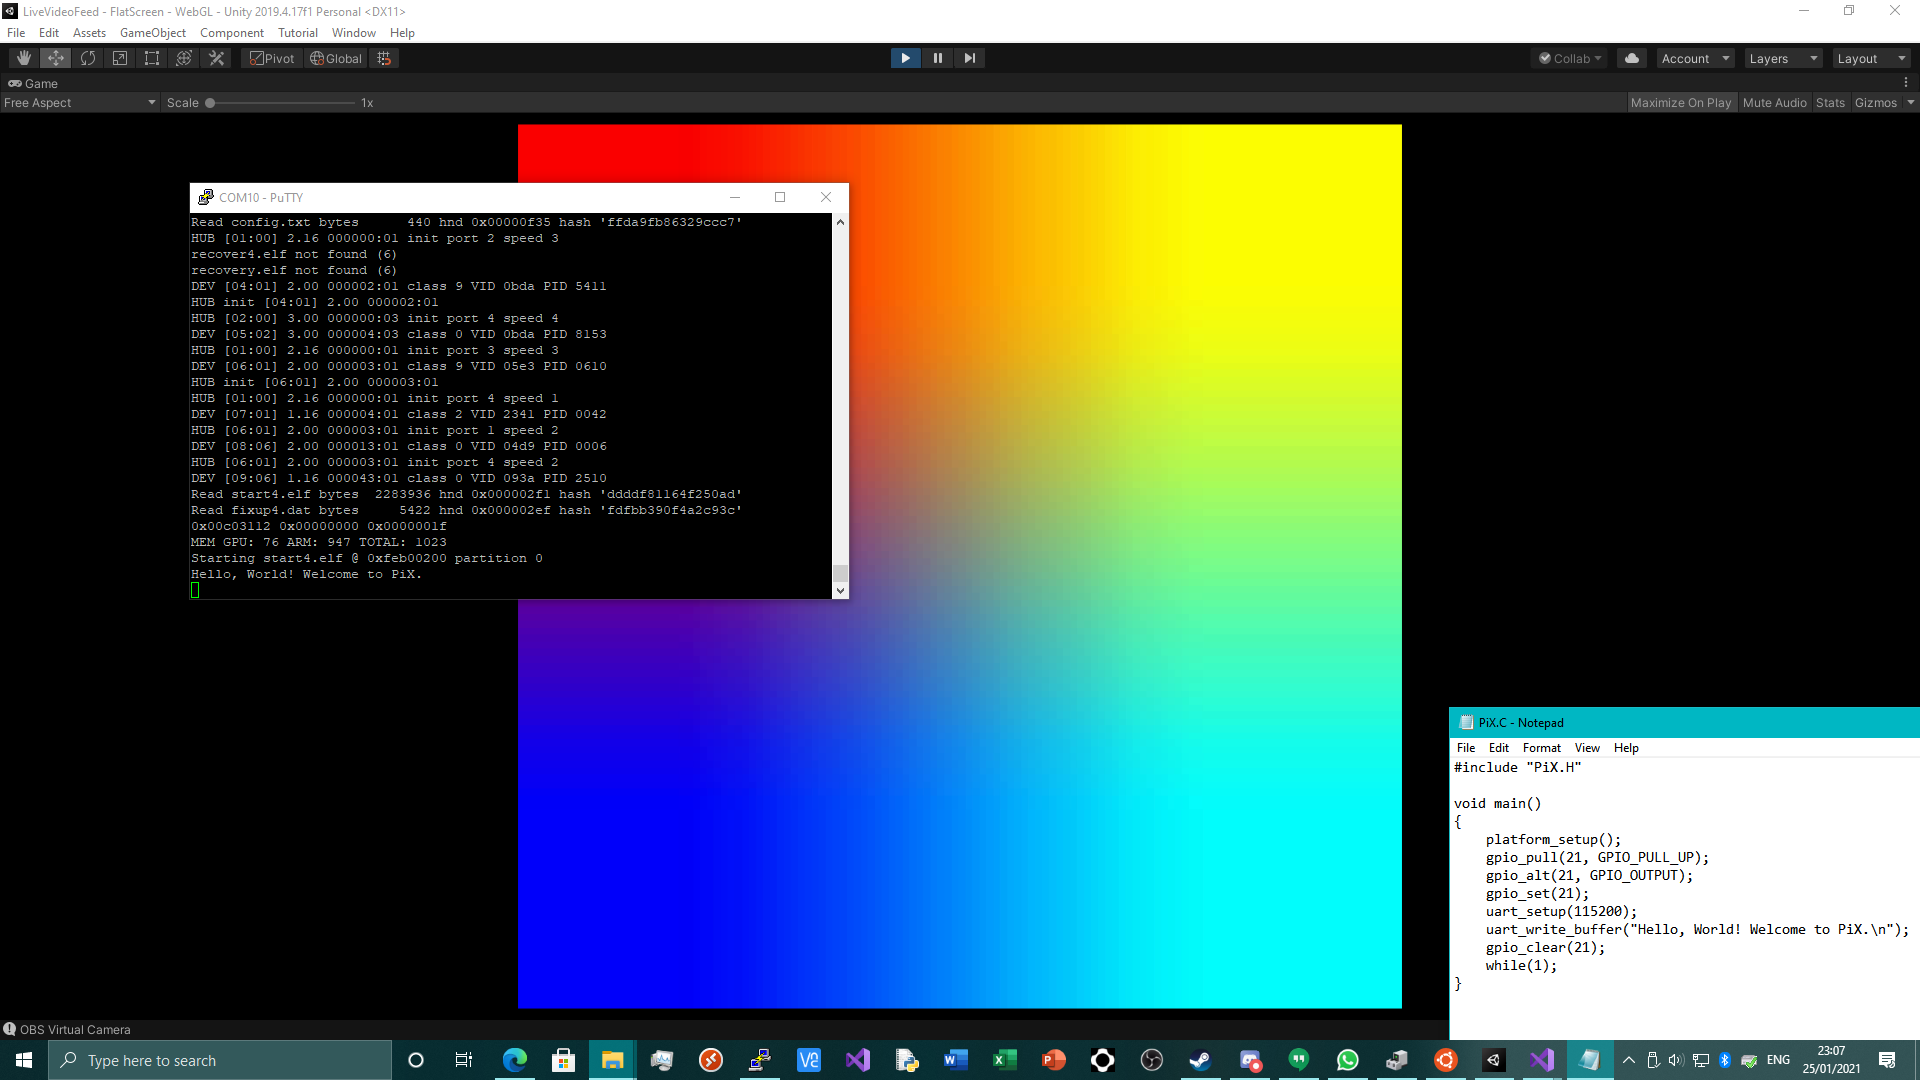 LiveVideoFeed - FlatScreen - WebGL - Unity 2019.4.17f1 Personal <DX11>
File Edit Assets GameObject Component Tutorial Window Help
Pivot Global Collab Account Layers Layout
Game
Free Aspect Scale 1x Maximize On Play Mute Audio Stats Gizmos
COM10 - PuTTY
Read config.txt bytes      440 hnd 0x00000f35 hash 'ffda9fb86329ccc7'
HUB [01:00] 2.16 000000:01 init port 2 speed 3
recover4.elf not found (6)
recovery.elf not found (6)
DEV [04:01] 2.00 000002:01 class 9 VID 0bda PID 5411
HUB init [04:01] 2.00 000002:01
HUB [02:00] 3.00 000000:03 init port 4 speed 4
DEV [05:02] 3.00 000004:03 class 0 VID 0bda PID 8153
HUB [01:00] 2.16 000000:01 init port 3 speed 3
DEV [06:01] 2.00 000003:01 class 9 VID 05e3 PID 0610
HUB init [06:01] 2.00 000003:01
HUB [01:00] 2.16 000000:01 init port 4 speed 1
DEV [07:01] 1.16 000004:01 class 2 VID 2341 PID 0042
HUB [06:01] 2.00 000003:01 init port 1 speed 2
DEV [08:06] 2.00 000013:01 class 0 VID 04d9 PID 0006
HUB [06:01] 2.00 000003:01 init port 4 speed 2
DEV [09:06] 1.16 000043:01 class 0 VID 093a PID 2510
Read start4.elf bytes  2283936 hnd 0x000002f1 hash 'ddddf81164f250ad'
Read fixup4.dat bytes     5422 hnd 0x000002ef hash 'fdfbb390f4a2c93c'
0x00c03112 0x00000000 0x0000001f
MEM GPU: 76 ARM: 947 TOTAL: 1023
Starting start4.elf @ 0xfeb00200 partition 0
Hello, World! Welcome to PiX.
PiX.C - Notepad
File Edit Format View Help
#include "PiX.H"
void main()
{
    platform_setup();
    gpio_pull(21, GPIO_PULL_UP);
    gpio_alt(21, GPIO_OUTPUT);
    gpio_set(21);
    uart_setup(115200);
    uart_write_buffer("Hello, World! Welcome to PiX.\n");
    gpio_clear(21);
    while(1);
}
OBS Virtual Camera
Type here to search
ENG
23:07
25/01/2021